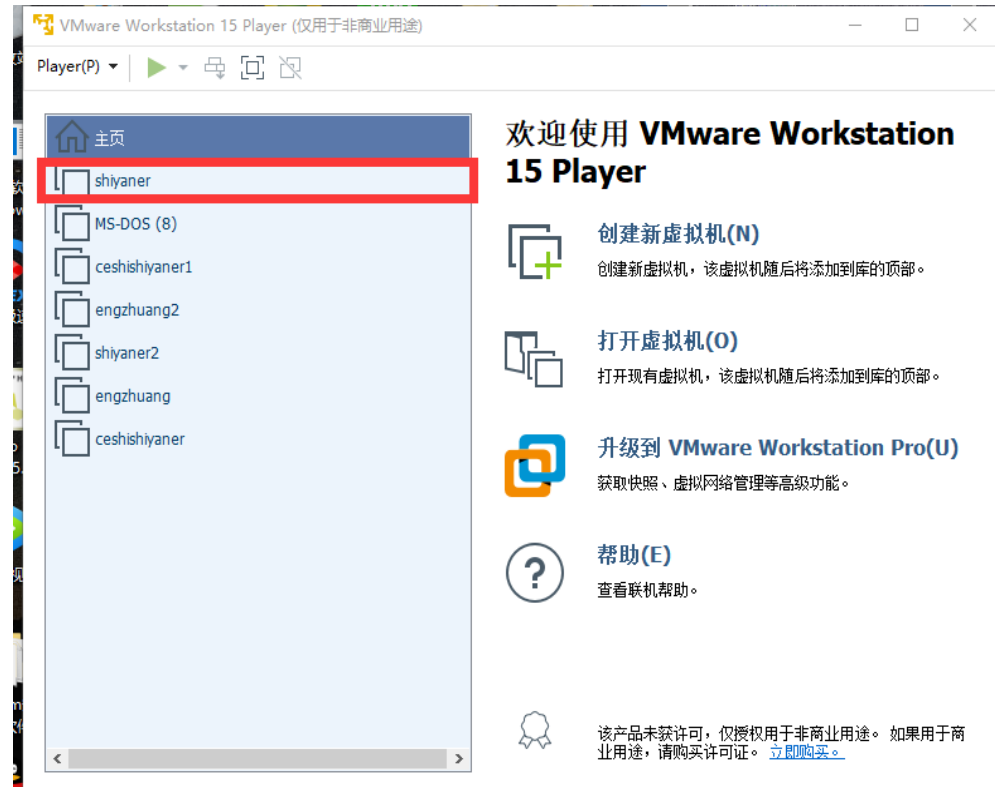 VMware Workstation 15 Player (仅用于非商业用途)
Player(P)
主页
shiyaner
MS-DOS (8)
ceshishiyaner1
engzhuang2
shiyaner2
engzhuang
ceshishiyaner
欢迎使用 VMware Workstation
15 Player
创建新虚拟机(N)
创建新虚拟机，该虚拟机随后将添加到库的顶部。
打开虚拟机(O)
打开现有虚拟机，该虚拟机随后将添加到库的顶部。
升级到 VMware Workstation Pro(U)
获取快照、虚拟网络管理等高级功能。
帮助(E)
查看联机帮助。
该产品未获许可，仅授权用于非商业用途。 如果用于商
业用途，请购买许可证。 立即购买。